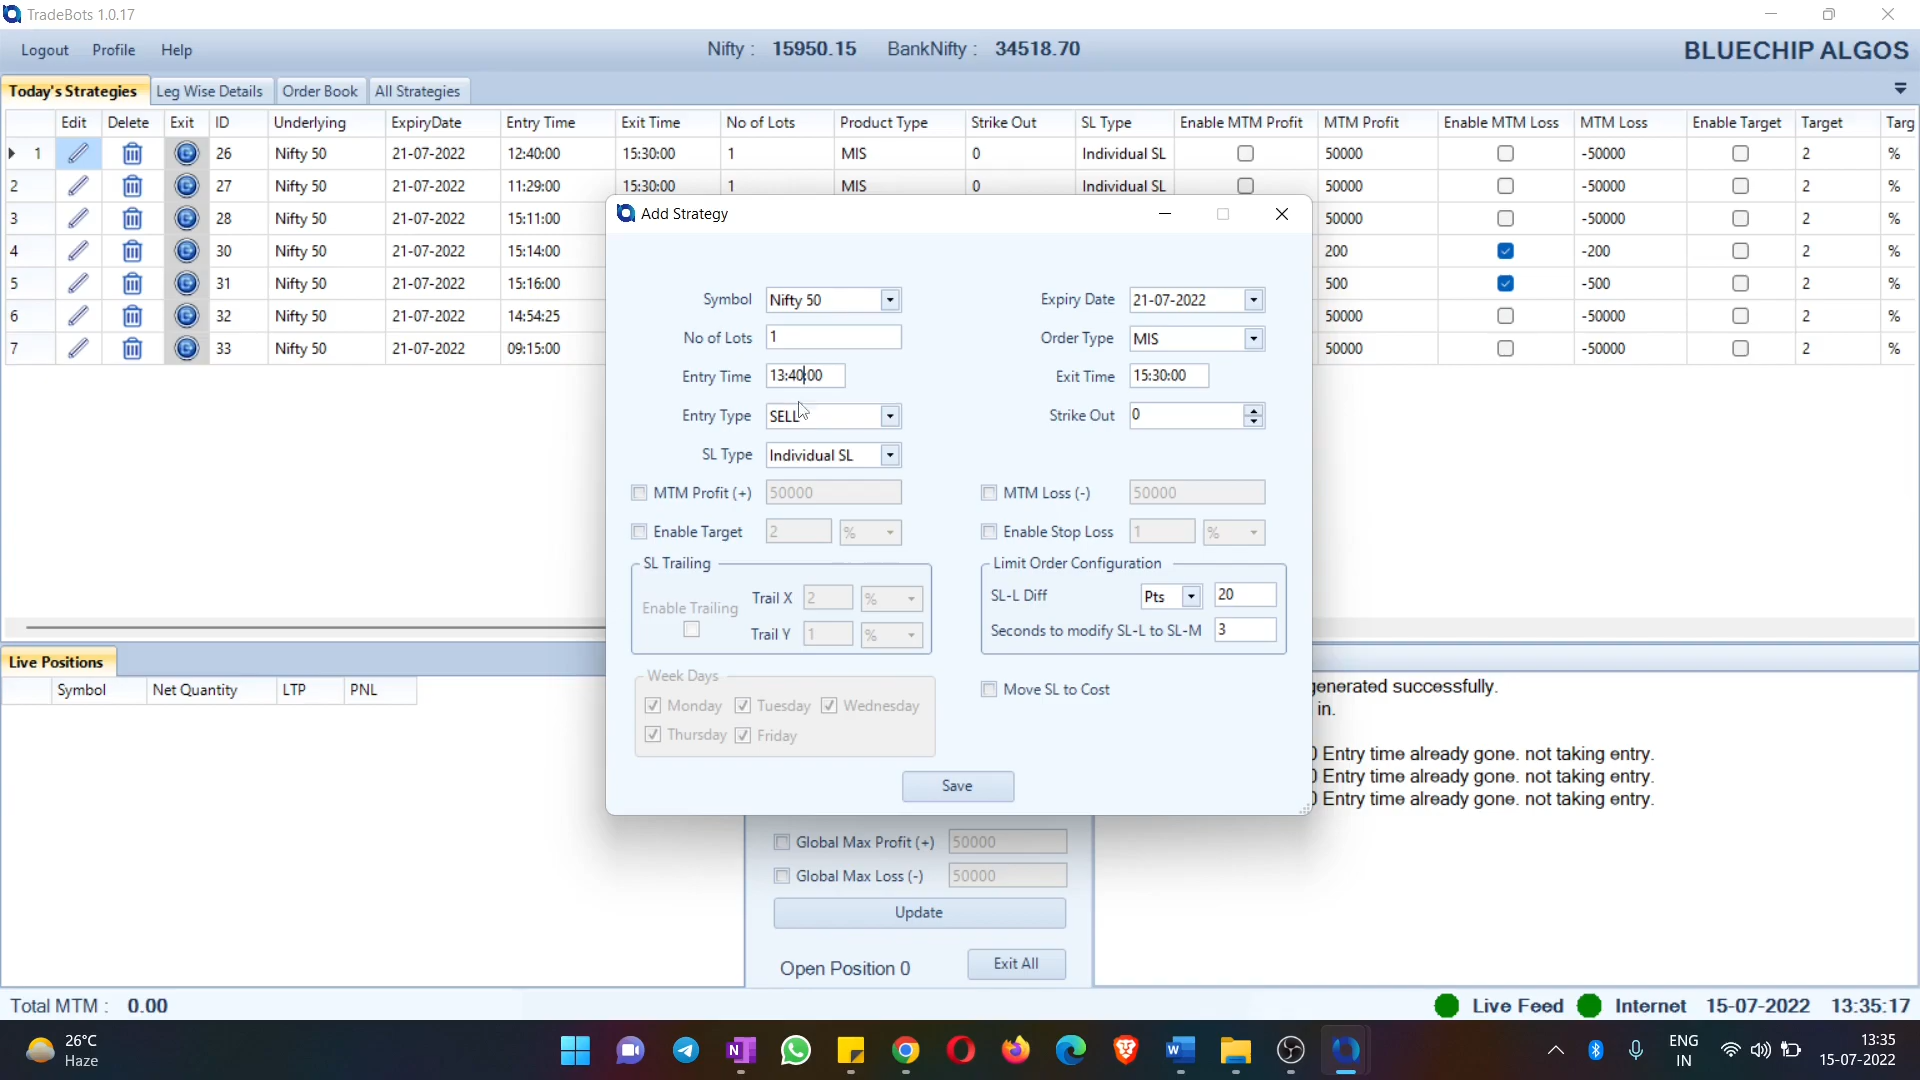 TradeBots 1.0.17
Logout Profile Help Nifty : 15950.15 BankNifty : 34518.70 BLUECHIP ALGOS
Today's Strategies Leg Wise Details Order Book All Strategies
Edit Delete Exit ID Underlying ExpiryDate Entry Time Exit Time No of Lots Product Type Strike Out SL Type Enable MTM Profit MTM Profit Enable MTM Loss MTM Loss Enable Target Target Targ
1 26 Nifty 50 21-07-2022 12:40:00 15:30:00 1 MIS 0 Individual SL 50000 -50000 2 %
2 27 Nifty 50 21-07-2022 11:29:00 15:30:00 1 MIS 0 Individual SL 50000 -50000 2 %
3 28 Nifty 50 21-07-2022 15:11:00 50000 -50000 2 %
4 30 Nifty 50 21-07-2022 15:14:00 200 -200 2 %
5 31 Nifty 50 21-07-2022 15:16:00 500 -500 2 %
6 32 Nifty 50 21-07-2022 14:54:25 50000 -50000 2 %
7 33 Nifty 50 21-07-2022 09:15:00 50000 -50000 2 %
Add Strategy
Symbol Nifty 50 Expiry Date 21-07-2022
No of Lots 1 Order Type MIS
Entry Time 13:40:00 Exit Time 15:30:00
Entry Type SELL Strike Out 0
SL Type Individual SL
MTM Profit (+) 50000 MTM Loss (-) 50000
Enable Target 2 % Enable Stop Loss 1 %
SL Trailing Limit Order Configuration
Enable Trailing Trail X 2 % SL-L Diff Pts 20
Trail Y 1 % Seconds to modify SL-L to SL-M 3
Week Days
Monday Tuesday Wednesday Move SL to Cost
Thursday Friday
Save
Live Positions
Symbol Net Quantity LTP PNL
generated successfully.
in.
0 Entry time already gone. not taking entry.
0 Entry time already gone. not taking entry.
0 Entry time already gone. not taking entry.
Global Max Profit (+) 50000
Global Max Loss (-) 50000
Update
Open Position 0 Exit All
Total MTM : 0.00 Live Feed Internet 15-07-2022 13:35:17
26°C
Haze
ENG
IN
13:35
15-07-2022